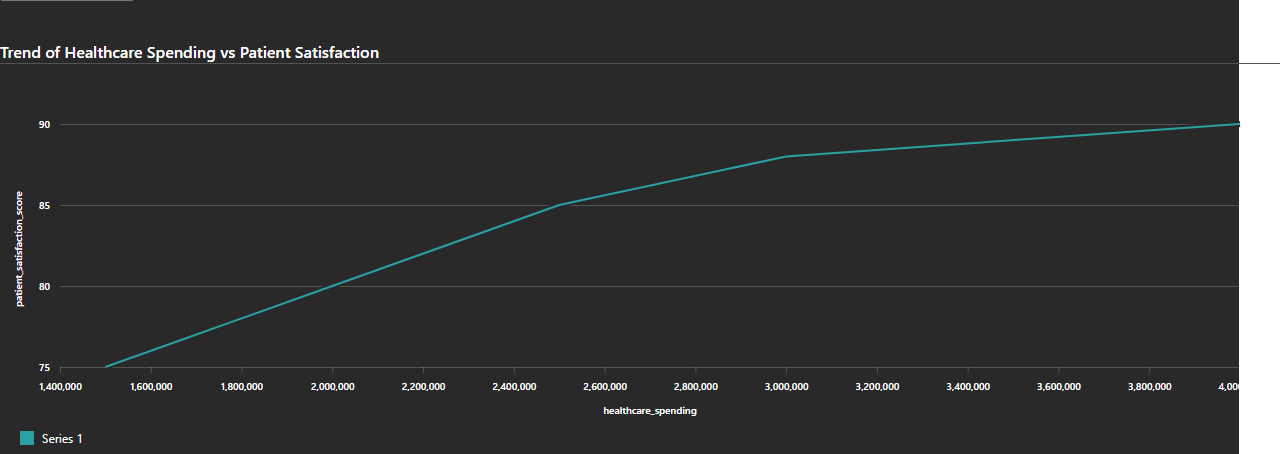 Trend of Healthcare Spending vs Patient Satisfaction
90
85
80
75
patient_satisfaction_score
1,400,000 1,600,000 1,800,000 2,000,000 2,200,000 2,400,000 2,600,000 2,800,000 3,000,000 3,200,000 3,400,000 3,600,000 3,800,000 4,000
healthcare_spending
Series 1